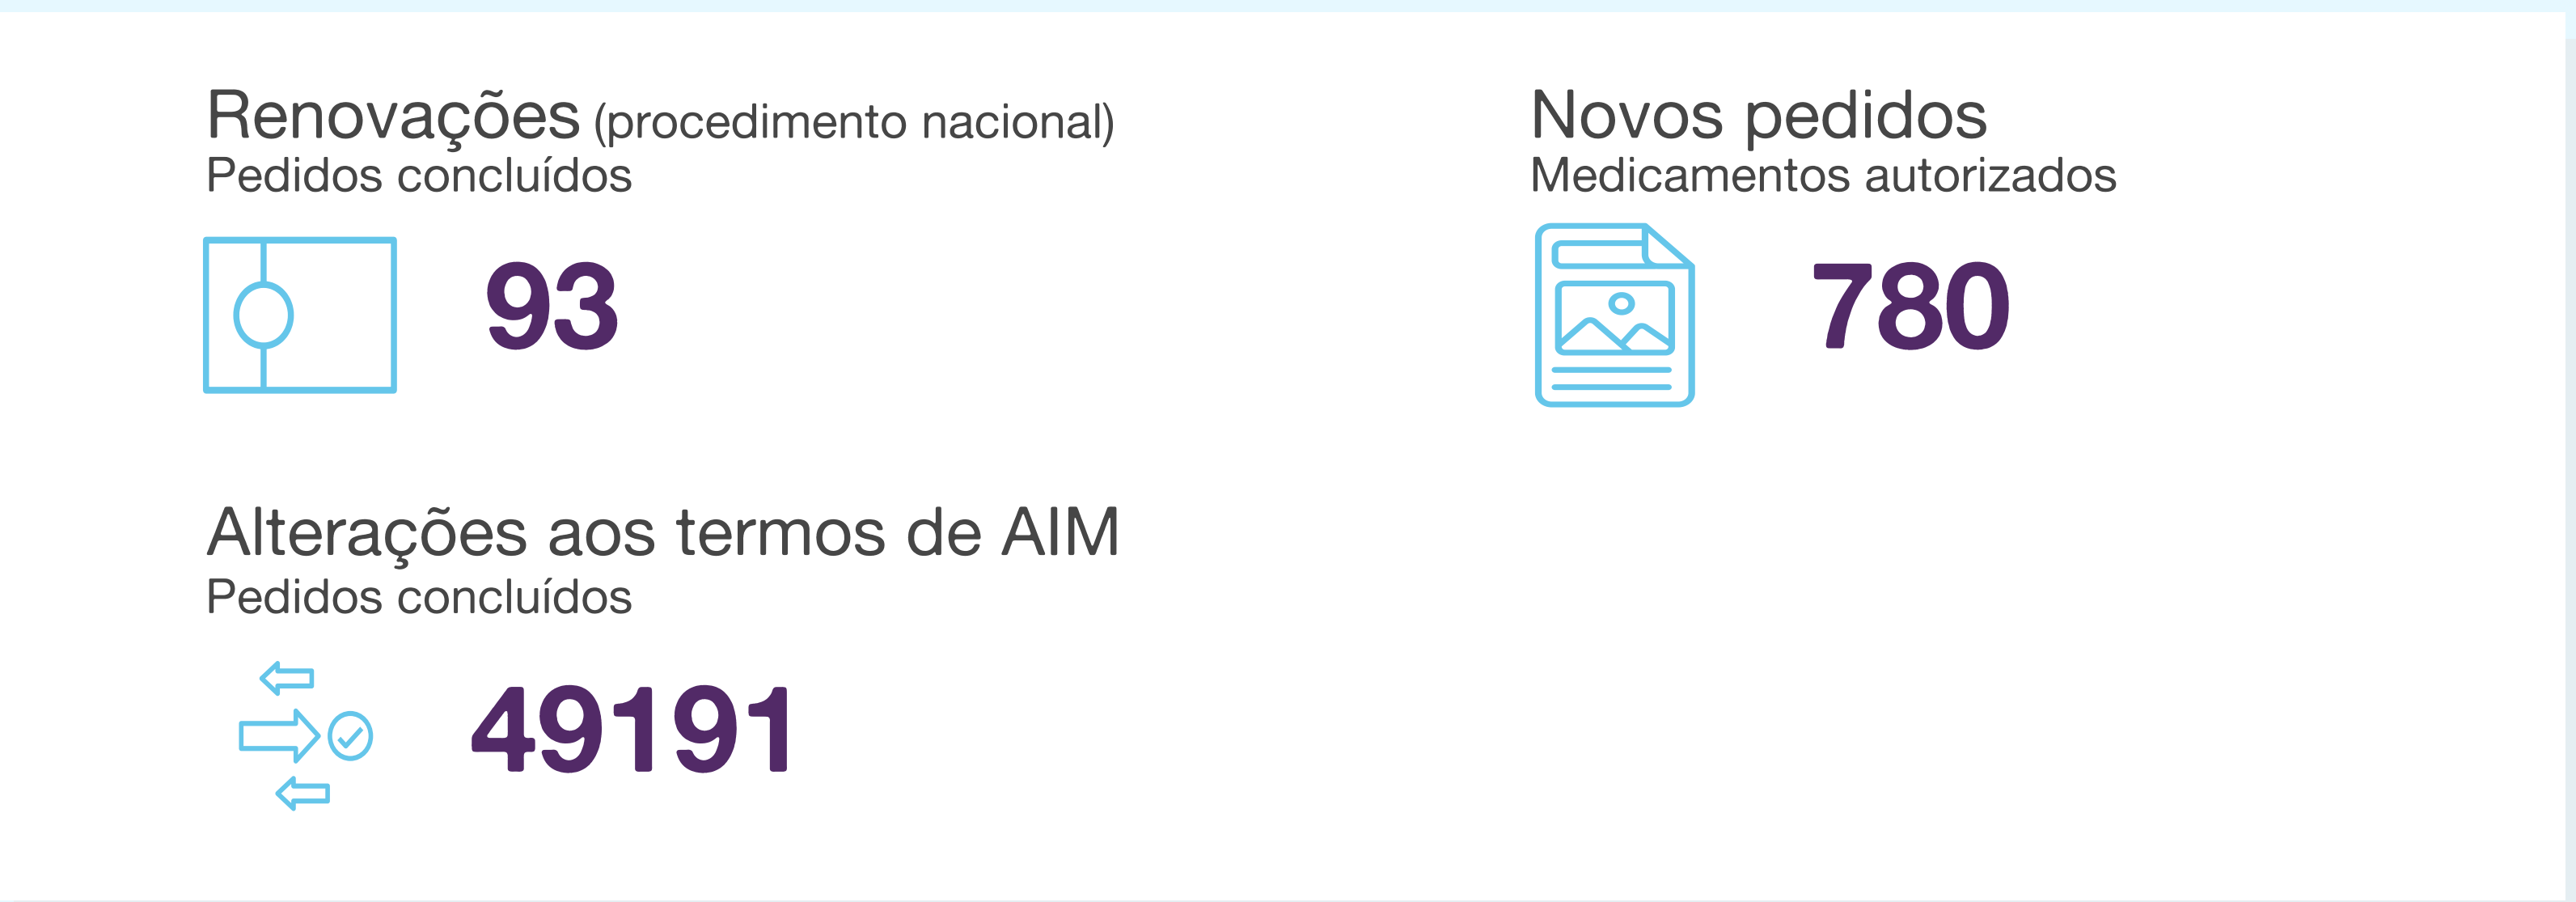 Renovações (procedimento nacional)
Pedidos concluídos
93
Novos pedidos
Medicamentos autorizados
780
Alterações aos termos de AIM
Pedidos concluídos
49191